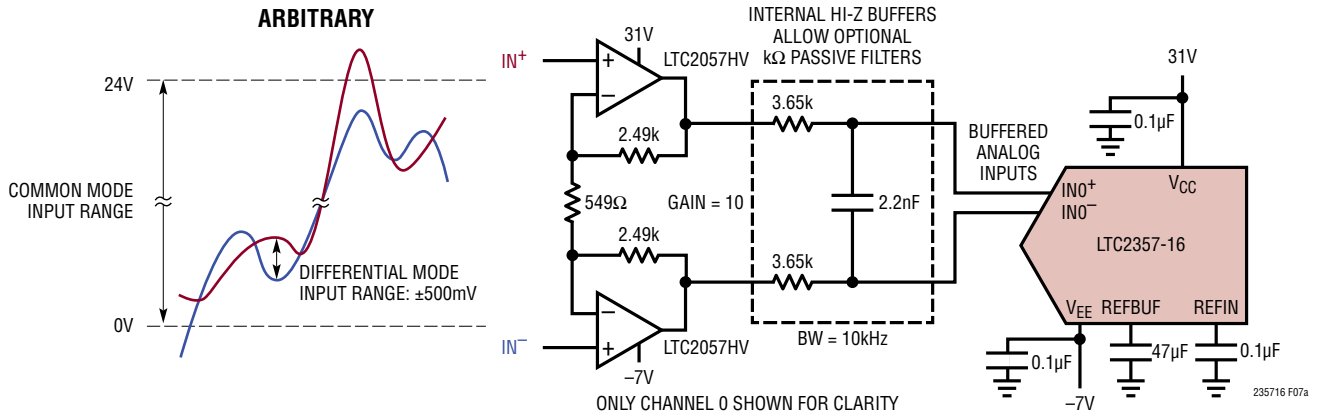 ARBITRARY
24V
COMMON MODE
INPUT RANGE
DIFFERENTIAL MODE
INPUT RANGE: ±500mV
0V
IN+
31V
LTC2057HV
2.49k
549Ω
GAIN = 10
2.49k
IN−
LTC2057HV
–7V
INTERNAL HI-Z BUFFERS
ALLOW OPTIONAL
kΩ PASSIVE FILTERS
3.65k
2.2nF
3.65k
BW = 10kHz
ONLY CHANNEL 0 SHOWN FOR CLARITY
BUFFERED
ANALOG
INPUTS
31V
0.1µF
VCC
IN0+
IN0−
LTC2357-16
VEE
REFBUF
REFIN
0.1µF
47µF
0.1µF
–7V
235716 F07a